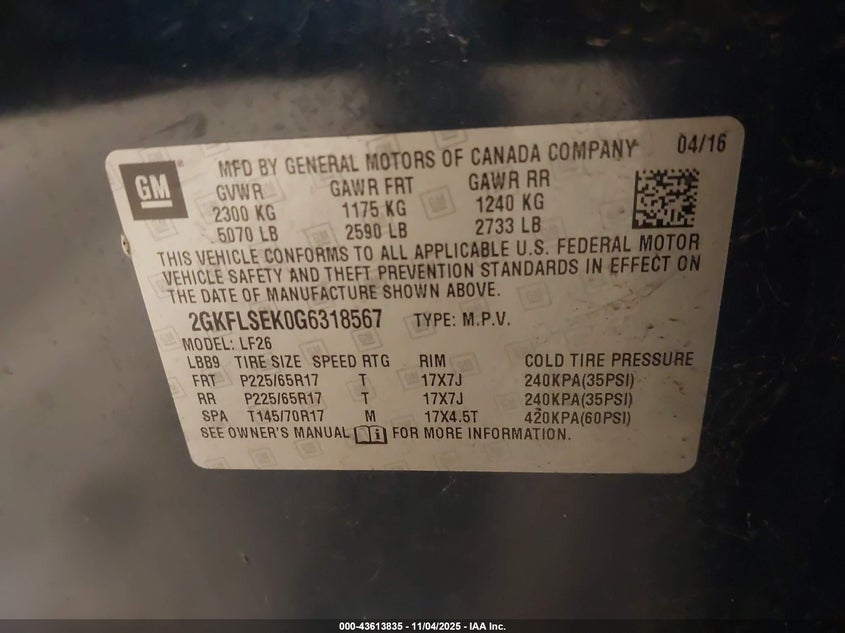 GM
MFD BY GENERAL MOTORS OF CANADA COMPANY 04/16
GVWR GAWR FRT GAWR RR
2300 KG 1175 KG 1240 KG
5070 LB 2590 LB 2733 LB
THIS VEHICLE CONFORMS TO ALL APPLICABLE U.S. FEDERAL MOTOR
VEHICLE SAFETY AND THEFT PREVENTION STANDARDS IN EFFECT ON
THE DATE OF MANUFACTURE SHOWN ABOVE.
2GKFLSEK0G6318567 TYPE: M.P.V.
MODEL: LF26
LBB9 TIRE SIZE SPEED RTG RIM COLD TIRE PRESSURE
FRT P225/65R17 T 17X7J 240KPA(35PSI)
RR P225/65R17 T 17X7J 240KPA(35PSI)
SPA T145/70R17 M 17X4.5T 420KPA(60PSI)
SEE OWNER'S MANUAL FOR MORE INFORMATION.
000-43613835 - 11/04/2025 - IAA Inc.